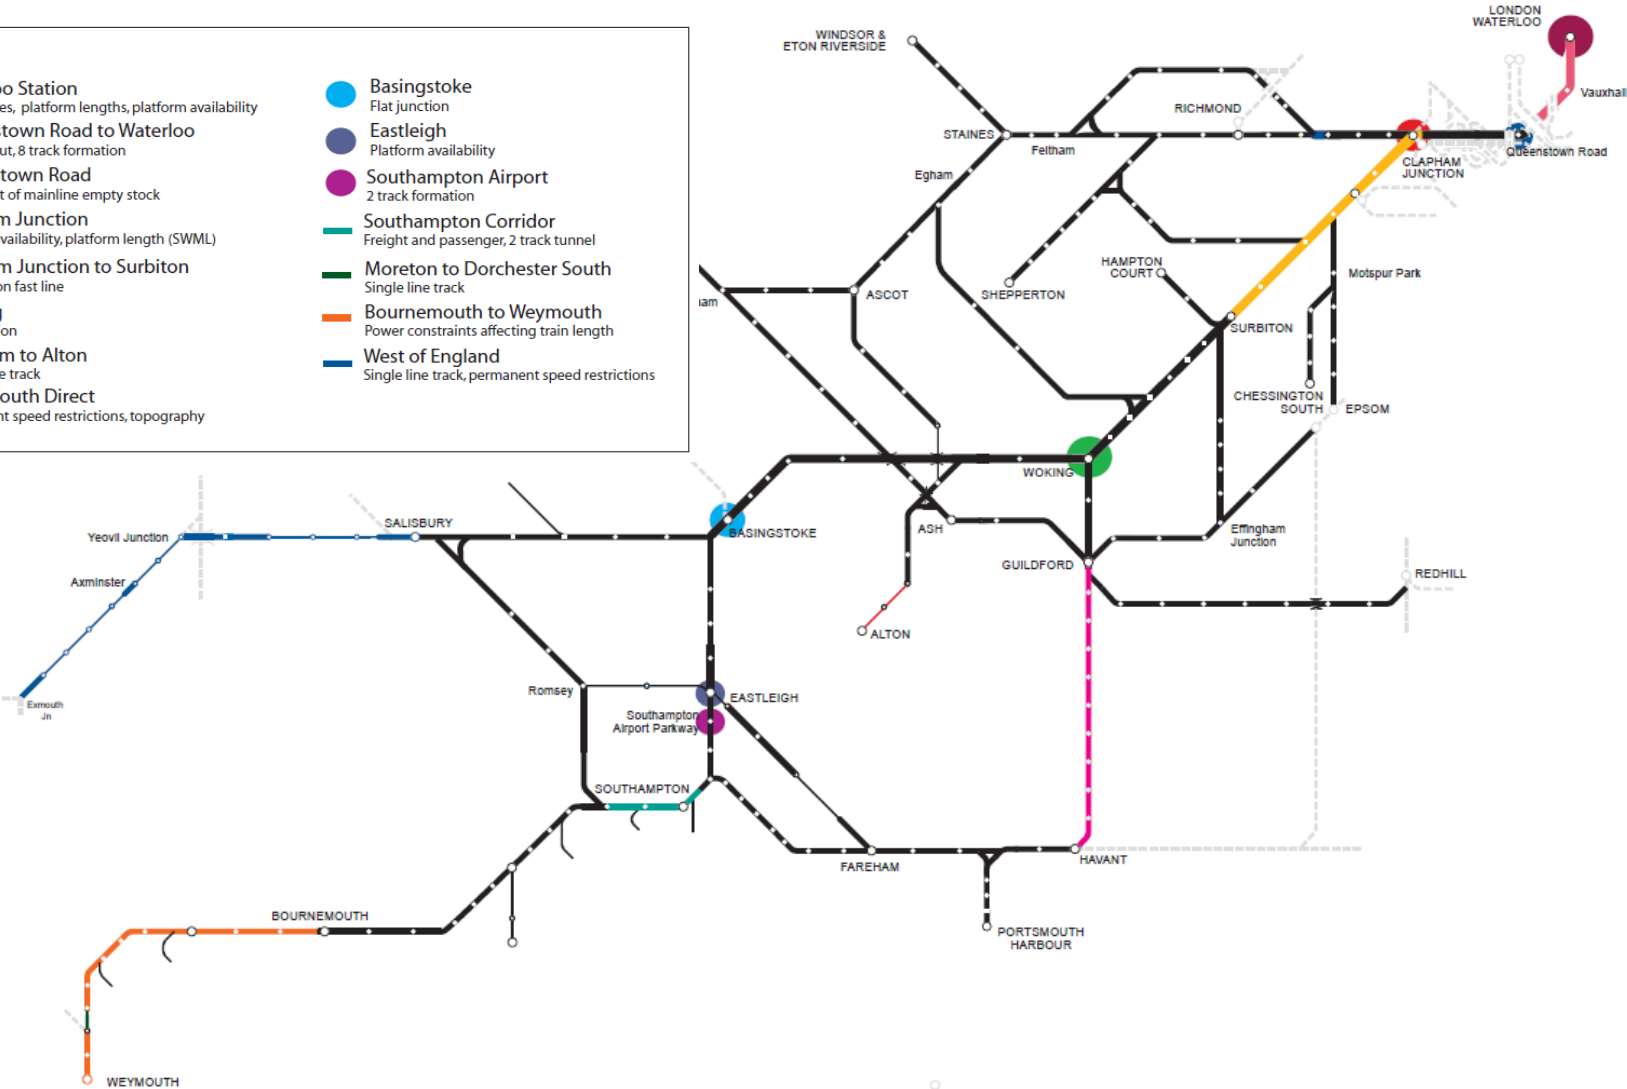 oo Station
es, platform lengths, platform availability
stown Road to Waterloo
ut, 8 track formation
town Road
t of mainline empty stock
m Junction
vailability, platform length (SWML)
m Junction to Surbiton
on fast line
g
on
m to Alton
e track
outh Direct
nt speed restrictions, topography
Basingstoke
Flat junction
Eastleigh
Platform availability
Southampton Airport
2 track formation
Southampton Corridor
Freight and passenger, 2 track tunnel
Moreton to Dorchester South
Single line track
Bournemouth to Weymouth
Power constraints affecting train length
West of England
Single line track, permanent speed restrictions
LONDON
WATERLOO
WINDSOR &
ETON RIVERSIDE
Vauxhall
RICHMOND
STAINES
Feltham
Queenstown Road
CLAPHAM
JUNCTION
Egham
HAMPTON
COURT
Motspur Park
ASCOT
SHEPPERTON
ham
SURBITON
CHESSINGTON
SOUTH
EPSOM
WOKING
SALISBURY
Yeovil Junction
BASINGSTOKE
ASH
Effingham
Junction
GUILDFORD
REDHILL
Axminster
ALTON
Romsey
EASTLEIGH
Exmouth
Jn
Southampton
Airport Parkway
SOUTHAMPTON
FAREHAM
HAVANT
BOURNEMOUTH
PORTSMOUTH
HARBOUR
WEYMOUTH